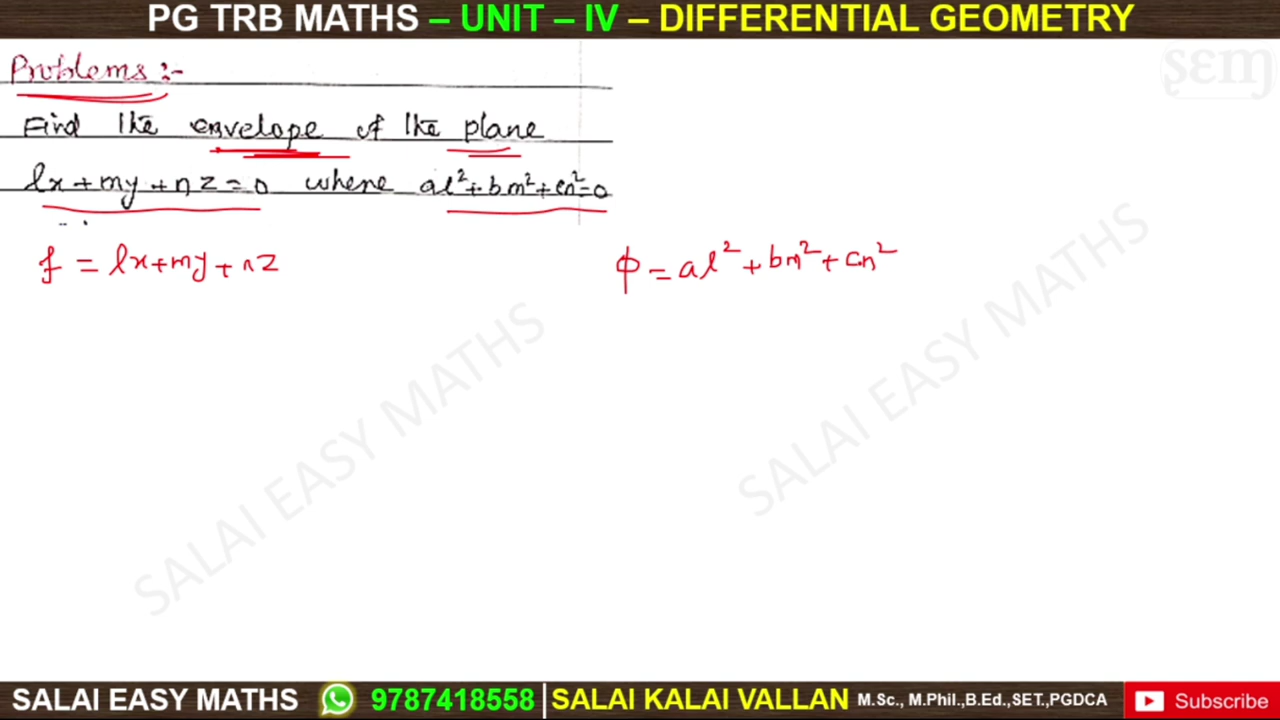 PG TRB MATHS – UNIT – IV – DIFFERENTIAL GEOMETRY
sem
Problems :-
Find the envelope of the plane
lx+my+nz=0 where al²+bm²+cn²=0
f = lx+my+nz
ϕ = al²+bm²+cn²
SALAI EASY MATHS
SALAI EASY MATHS
SALAI EASY MATHS 9787418558 | SALAI KALAI VALLAN M.Sc., M.Phil.,B.Ed.,SET.,PGDCA Subscribe